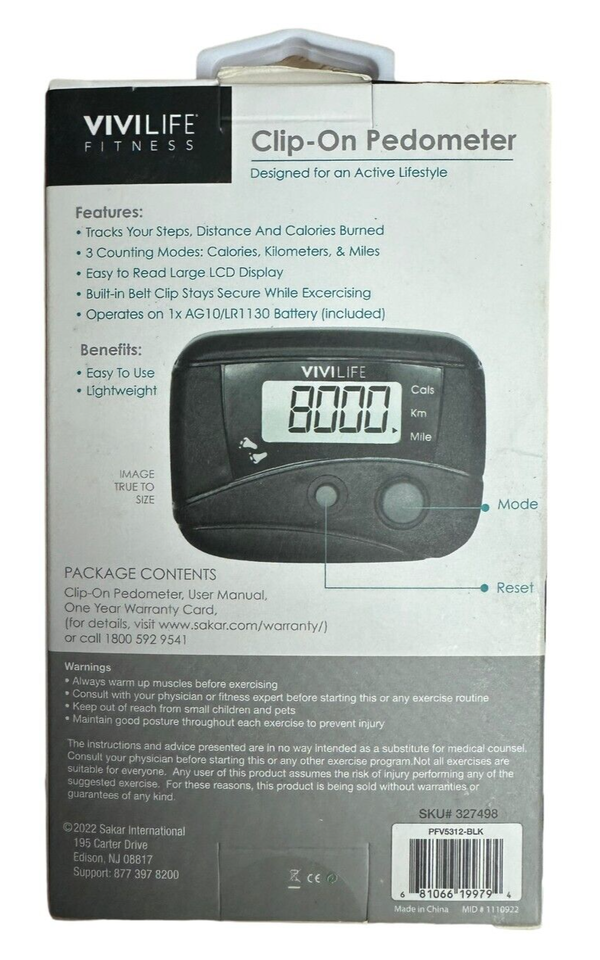 VIVILIFE
FITNESS
Clip-On Pedometer
Designed for an Active Lifestyle
Features:
• Tracks Your Steps, Distance And Calories Burned
• 3 Counting Modes: Calories, Kilometers, & Miles
• Easy to Read Large LCD Display
• Built-in Belt Clip Stays Secure While Excercising
• Operates on 1x AG10/LR1130 Battery (included)
Benefits:
• Easy To Use
• Lightweight
VIVILIFE
8000.
Cals
Km
Mile
IMAGE
TRUE TO
SIZE
Mode
Reset
PACKAGE CONTENTS
Clip-On Pedometer, User Manual,
One Year Warranty Card,
(for details, visit www.sakar.com/warranty/)
or call 1800 592 9541
Warnings
• Always warm up muscles before exercising
• Consult with your physician or fitness expert before starting this or any exercise routine
• Keep out of reach from small children and pets
• Maintain good posture throughout each exercise to prevent injury
The instructions and advice presented are in no way intended as a substitute for medical counsel.
Consult your physician before starting this or any other exercise program.Not all exercises are
suitable for everyone. Any user of this product assumes the risk of injury performing any of the
suggested exercise. For these reasons, this product is being sold without warranties or
guarantees of any kind.
©2022 Sakar International
195 Carter Drive
Edison, NJ 08817
Support: 877 397 8200
CE
SKU# 327498
PFV5312-BLK
6 81066 19979 4
Made in China MID # 1110922